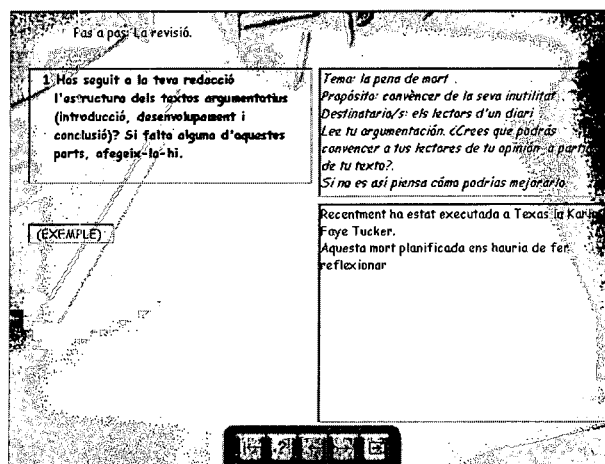 Pas a pas: La revisió.
1 Has seguit a la teva redacció
l'estructura dels textos argumentatius
(introducció, desenvolupament i
conclusió)? Si falta alguna d'aquestes
parts, afegeix-la-hi.
(EXEMPLE)
Tema: la pena de mort
Propósito: convèncer de la seva inutilitat
Destinatario/s: els lectors d'un diari
Lee tu argumentación. ¿Crees que podrás
convencer a tus lectores de tu opinión a partir
de tu texto?.
Si no es así piensa cómo podrías mejorarlo.
Recentment ha estat executada a Texas la Karla
Faye Tucker.
Aquesta mort planificada ens hauria de fer
reflexionar